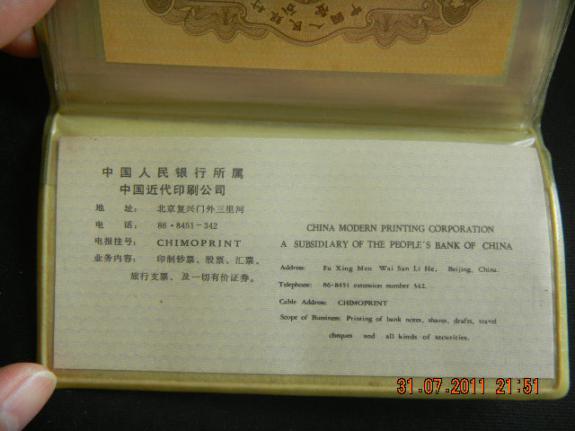 中国人民银行所属
中国近代印刷公司
地　址： 北京复兴门外三里河
电　话： 86・8451－342
电报挂号： CHIMOPRINT
业务内容： 印制钞票、股票、汇票、
旅行支票、及一切有价证券。
CHINA MODERN PRINTING CORPORATION
A SUBSIDIARY OF THE PEOPLE'S BANK OF CHINA
Address: Fu Xing Men Wai San Li He, Beijing, China.
Telephone: 86-8451 extension number 342.
Cable Address: CHIMOPRINT
Scope of Business: Printing of bank notes, shares, drafts, travel
cheques and all kinds of securities.
31.07.2011 21:51